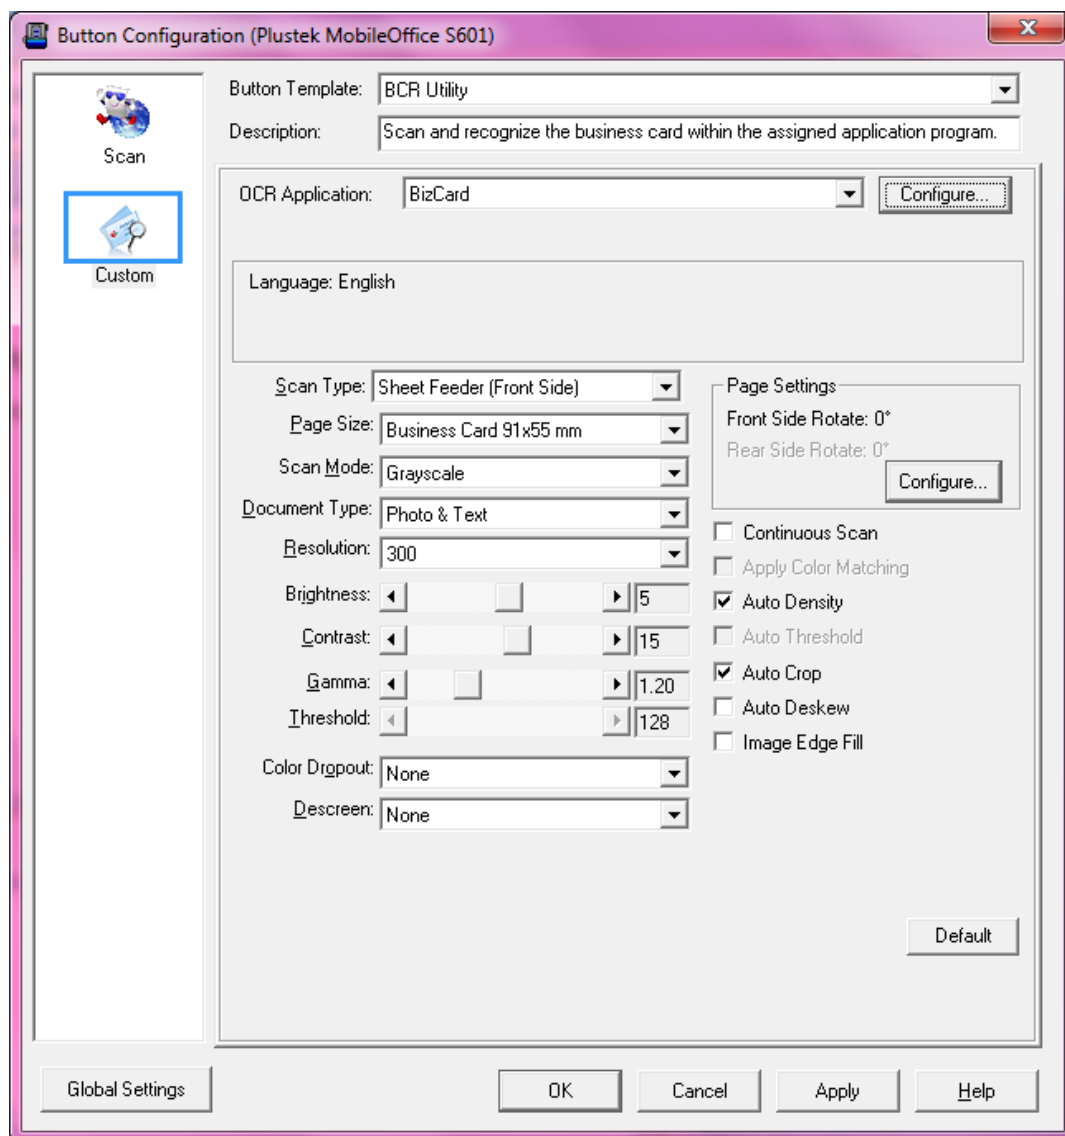 Button Configuration (Plustek MobileOffice S601)
Scan
Custom
Button Template: BCR Utility
Description: Scan and recognize the business card within the assigned application program.
OCR Application: BizCard Configure...
Language: English
Scan Type: Sheet Feeder (Front Side)
Page Size: Business Card 91x55 mm
Scan Mode: Grayscale
Document Type: Photo & Text
Resolution: 300
Brightness: 5
Contrast: 15
Gamma: 1.20
Threshold: 128
Color Dropout: None
Descreen: None
Page Settings
Front Side Rotate: 0°
Rear Side Rotate: 0°
Configure...
Continuous Scan
Apply Color Matching
Auto Density
Auto Threshold
Auto Crop
Auto Deskew
Image Edge Fill
Default
Global Settings OK Cancel Apply Help